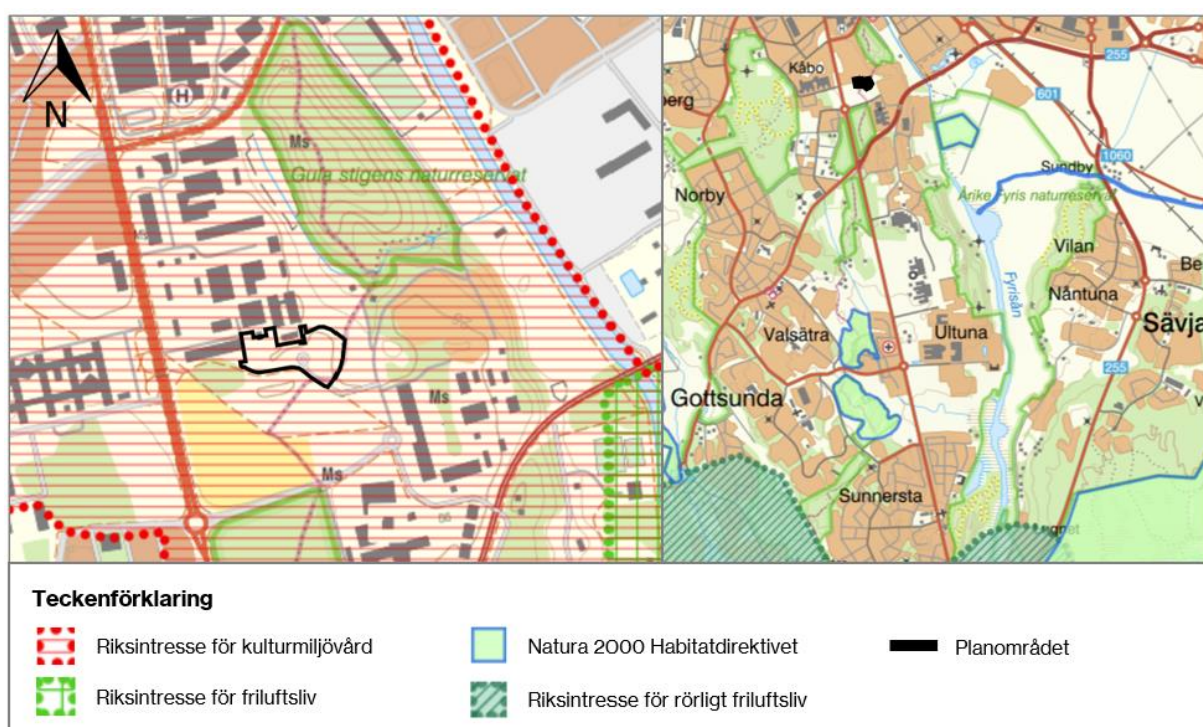 N
H
Ms
Gula stigens naturreservat
Ms
Ms
Kåbo
255
berg
601
1060
Sundby
Årike Fyris naturreservat
Norby
Vilan
Fyrisån
Nåntuna
Valsätra
Ultuna
Sävja
255
Gottsunda
Sunnersta
Teckenförklaring
Riksintresse för kulturmiljövård
Natura 2000 Habitatdirektivet
Planområdet
Riksintresse för friluftsliv
Riksintresse för rörligt friluftsliv